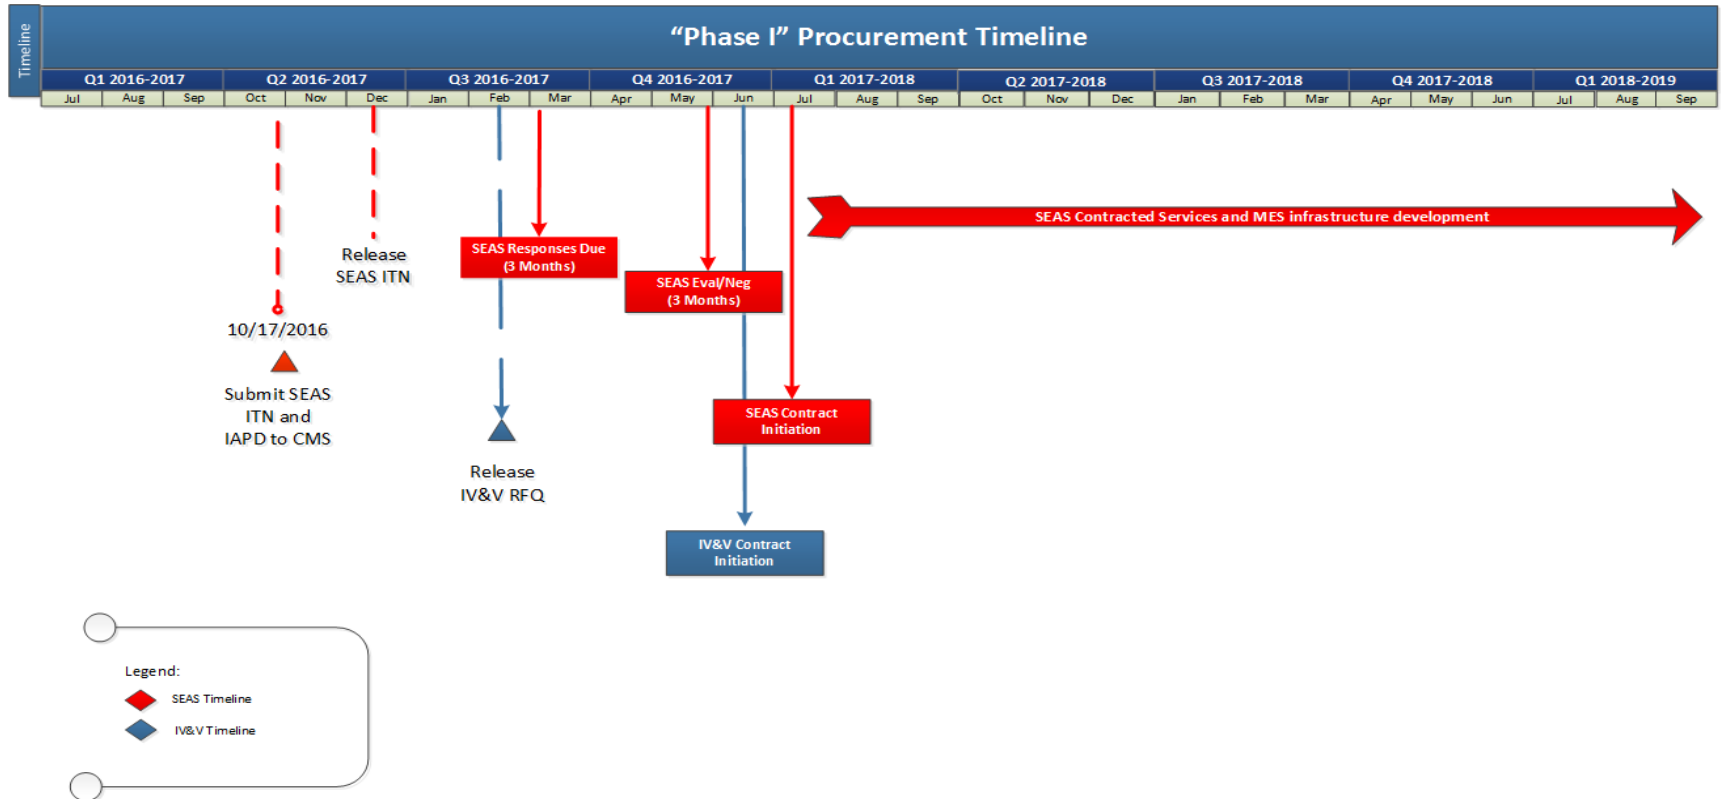 Timeline
“Phase I” Procurement Timeline
Q1 2016-2017 Q2 2016-2017 Q3 2016-2017 Q4 2016-2017 Q1 2017-2018 Q2 2017-2018 Q3 2017-2018 Q4 2017-2018 Q1 2018-2019
Jul Aug Sep Oct Nov Dec Jan Feb Mar Apr May Jun Jul Aug Sep Oct Nov Dec Jan Feb Mar Apr May Jun Jul Aug Sep
SEAS Contracted Services and MES infrastructure development
Release
SEAS ITN
SEAS Responses Due
(3 Months)
SEAS Eval/Neg
(3 Months)
10/17/2016
Submit SEAS
ITN and
IAPD to CMS
SEAS Contract
Initiation
Release
IV&V RFQ
IV&V Contract
Initiation
Legend:
SEAS Timeline
IV&V Timeline